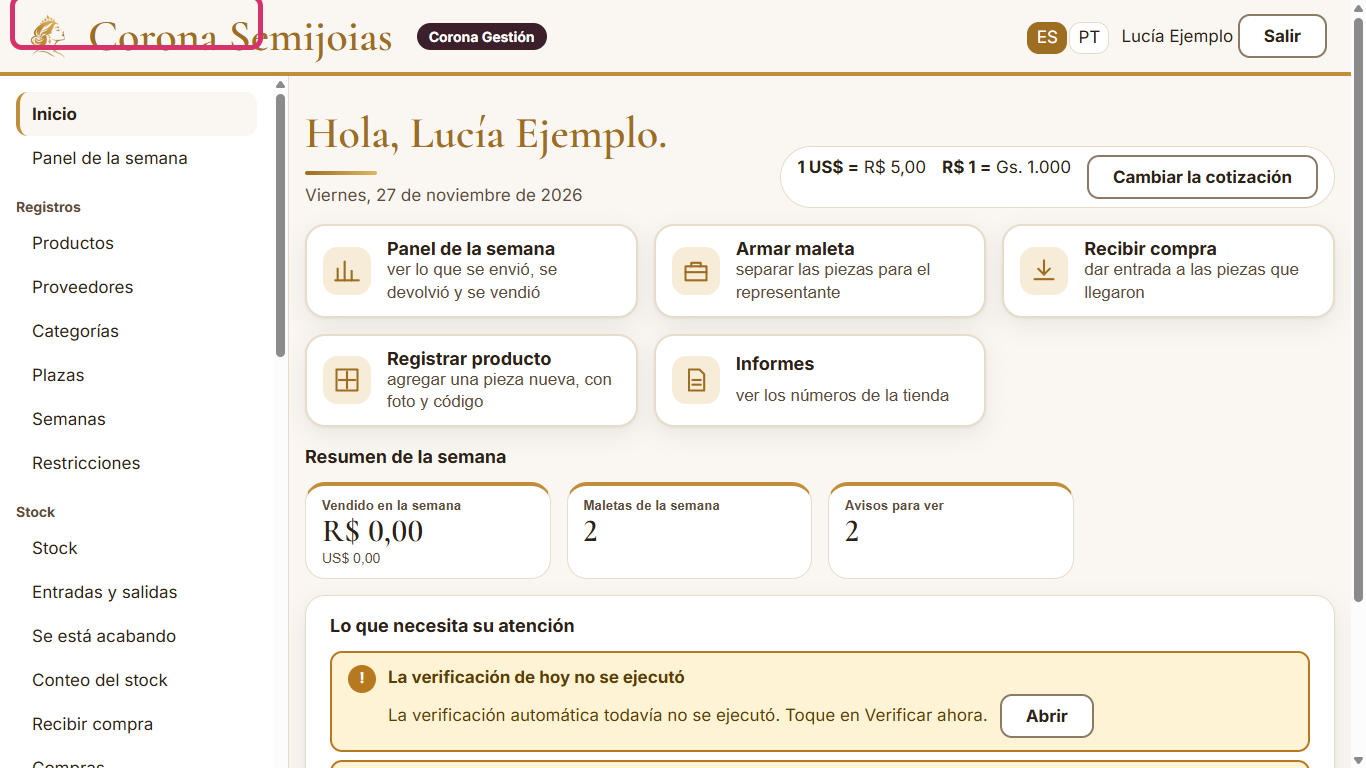 Corona Semijoias
Corona Gestión
ES PT Lucía Ejemplo Salir
Inicio
Panel de la semana
Registros
Productos
Proveedores
Categorías
Plazas
Semanas
Restricciones
Stock
Stock
Entradas y salidas
Se está acabando
Conteo del stock
Recibir compra
Compras
Hola, Lucía Ejemplo.
Viernes, 27 de noviembre de 2026
1 US$ = R$ 5,00 R$ 1 = Gs. 1.000 Cambiar la cotización
Panel de la semana
ver lo que se envió, se
devolvió y se vendió
Armar maleta
separar las piezas para el
representante
Recibir compra
dar entrada a las piezas que
llegaron
Registrar producto
agregar una pieza nueva, con
foto y código
Informes
ver los números de la tienda
Resumen de la semana
Vendido en la semana
R$ 0,00
US$ 0,00
Maletas de la semana
2
Avisos para ver
2
Lo que necesita su atención
! La verificación de hoy no se ejecutó
La verificación automática todavía no se ejecutó. Toque en Verificar ahora. Abrir